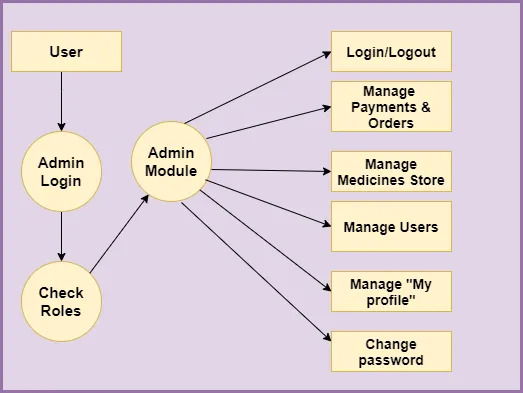 User
Admin
Login
Check
Roles
Admin
Module
Login/Logout
Manage
Payments &
Orders
Manage
Medicines Store
Manage Users
Manage "My
profile"
Change
password